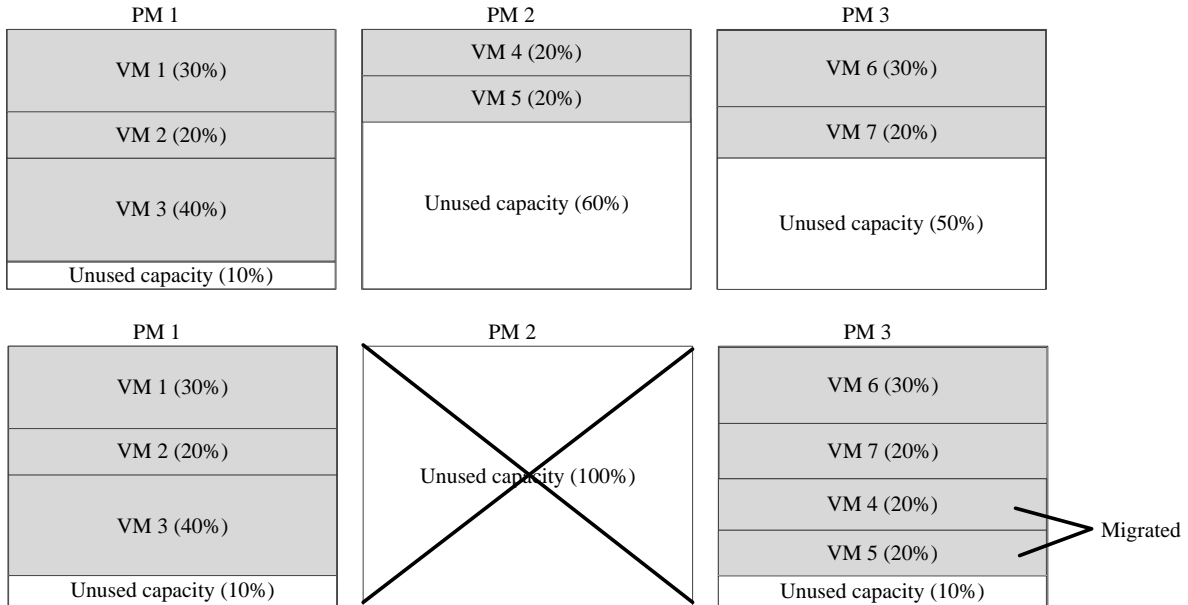 PM 1
VM 1 (30%)
VM 2 (20%)
VM 3 (40%)
Unused capacity (10%)
PM 2
VM 4 (20%)
VM 5 (20%)
Unused capacity (60%)
PM 3
VM 6 (30%)
VM 7 (20%)
Unused capacity (50%)
PM 1
VM 1 (30%)
VM 2 (20%)
VM 3 (40%)
Unused capacity (10%)
PM 2
Unused capacity (100%)
PM 3
VM 6 (30%)
VM 7 (20%)
VM 4 (20%)
VM 5 (20%)
Unused capacity (10%)
Migrated